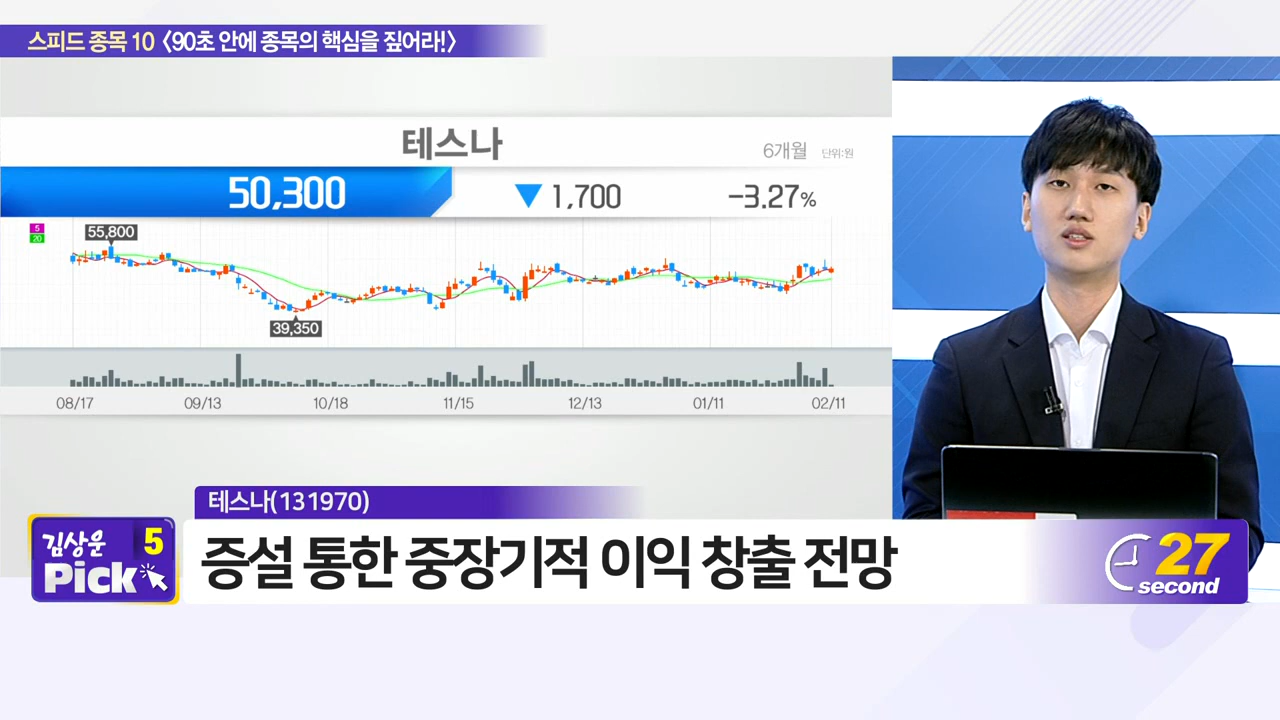 스피드 종목 10 〈90초 안에 종목의 핵심을 짚어라!〉
테스나
6개월 단위:원
50,300 ▼ 1,700 -3.27%
5
20
55,800
39,350
08/17 09/13 10/18 11/15 12/13 01/11 02/11
테스나(131970)
김상운 5
Pick
증설 통한 중장기적 이익 창출 전망
27
second